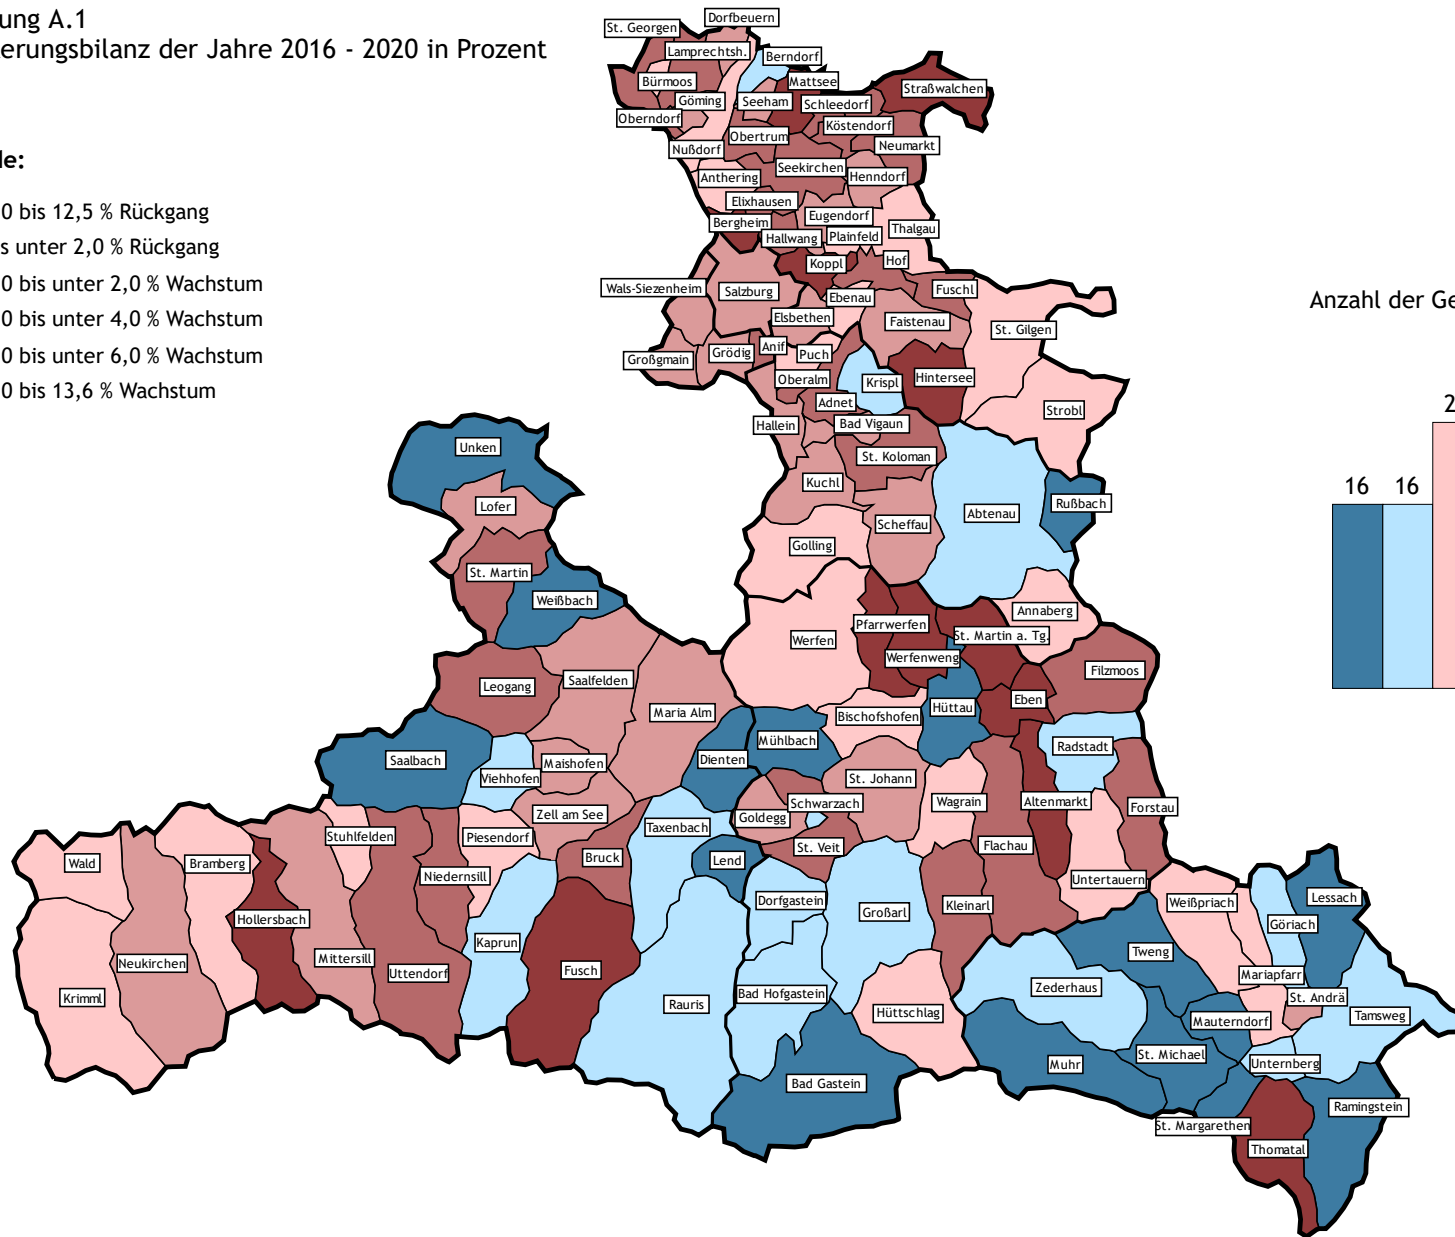 ung A.1
erungsbilanz der Jahre 2016 - 2020 in Prozent
le:
0 bis 12,5 % Rückgang
s unter 2,0 % Rückgang
0 bis unter 2,0 % Wachstum
0 bis unter 4,0 % Wachstum
0 bis unter 6,0 % Wachstum
0 bis 13,6 % Wachstum
Anzahl der Ge
16
16
2
Dorfbeuern
St. Georgen
Lamprechtsh.
Berndorf
Bürmoos
Mattsee
Straßwalchen
Göming
Seeham
Schleedorf
Oberndorf
Köstendorf
Obertrum
Neumarkt
Nußdorf
Seekirchen
Anthering
Henndorf
Elixhausen
Eugendorf
Bergheim
Thalgau
Hallwang
Plainfeld
Koppl
Hof
Wals-Siezenheim
Salzburg
Fuschl
Ebenau
Elsbethen
Faistenau
St. Gilgen
Anif
Grödig
Puch
Großgmain
Oberalm
Krispl
Hintersee
Adnet
Strobl
Hallein
Bad Vigaun
Unken
St. Koloman
Kuchl
Lofer
Rußbach
Abtenau
Scheffau
Golling
St. Martin
Weißbach
Annaberg
Pfarrwerfen
St. Martin a. Tg.
Werfen
Werfenweng
Filzmoos
Saalfelden
Leogang
Eben
Hüttau
Maria Alm
Bischofshofen
Mühlbach
Radstadt
Saalbach
Dienten
Maishofen
Viehhofen
St. Johann
Wagrain
Altenmarkt
Schwarzach
Forstau
Zell am See
Goldegg
Taxenbach
Stuhlfelden
Piesendorf
Flachau
St. Veit
Bruck
Lend
Wald
Bramberg
Niedernsill
Untertauern
Lessach
Dorfgastein
Weißpriach
Kleinarl
Großarl
Hollersbach
Göriach
Kaprun
Tweng
Mittersill
Neukirchen
Fusch
Uttendorf
Mariapfarr
Zederhaus
Bad Hofgastein
Krimml
St. Andrä
Rauris
Hüttschlag
Tamsweg
Mauterndorf
St. Michael
Muhr
Unternberg
Bad Gastein
Ramingstein
St. Margarethen
Thomatal